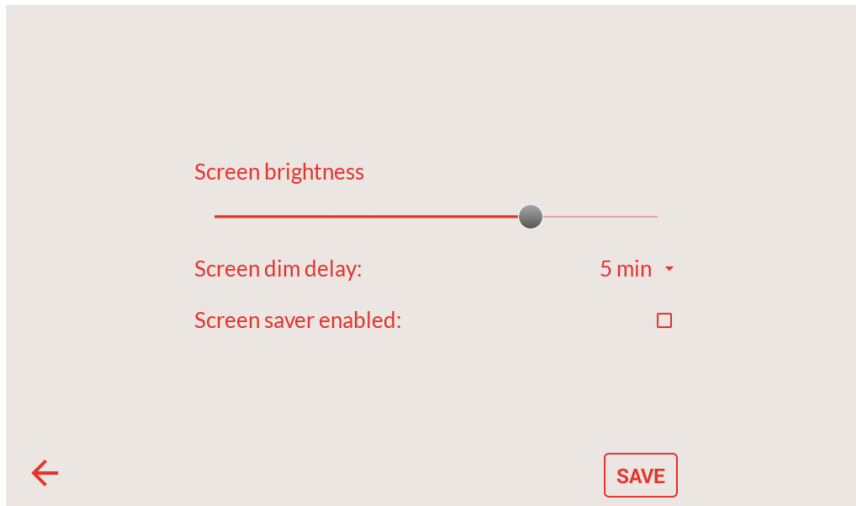 Screen brightness
Screen dim delay: 5 min
Screen saver enabled:
SAVE